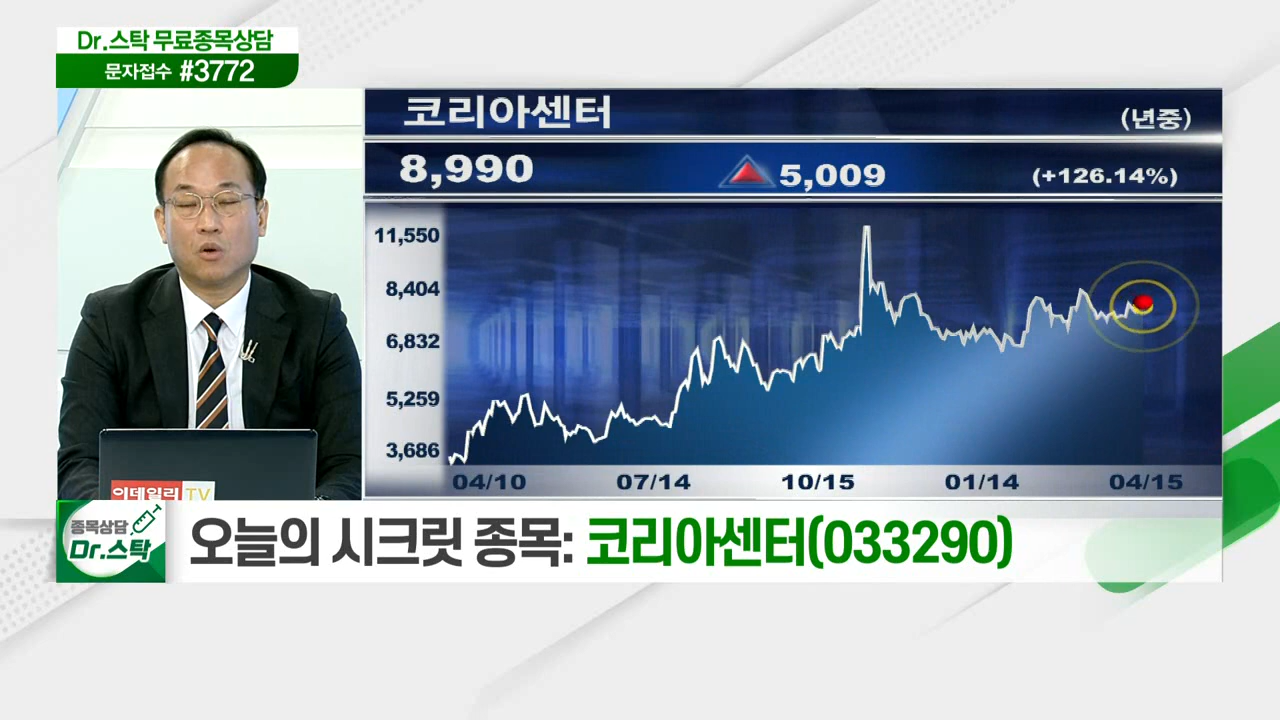 Dr.스탁 무료종목상담
문자접수 #3772
코리아센터
(년중)
8,990
5,009
(+126.14%)
11,550
8,404
6,832
5,259
3,686
04/10
07/14
10/15
01/14
04/15
이데일리 TV
종목상담
Dr.스탁
오늘의 시크릿 종목: 코리아센터(033290)